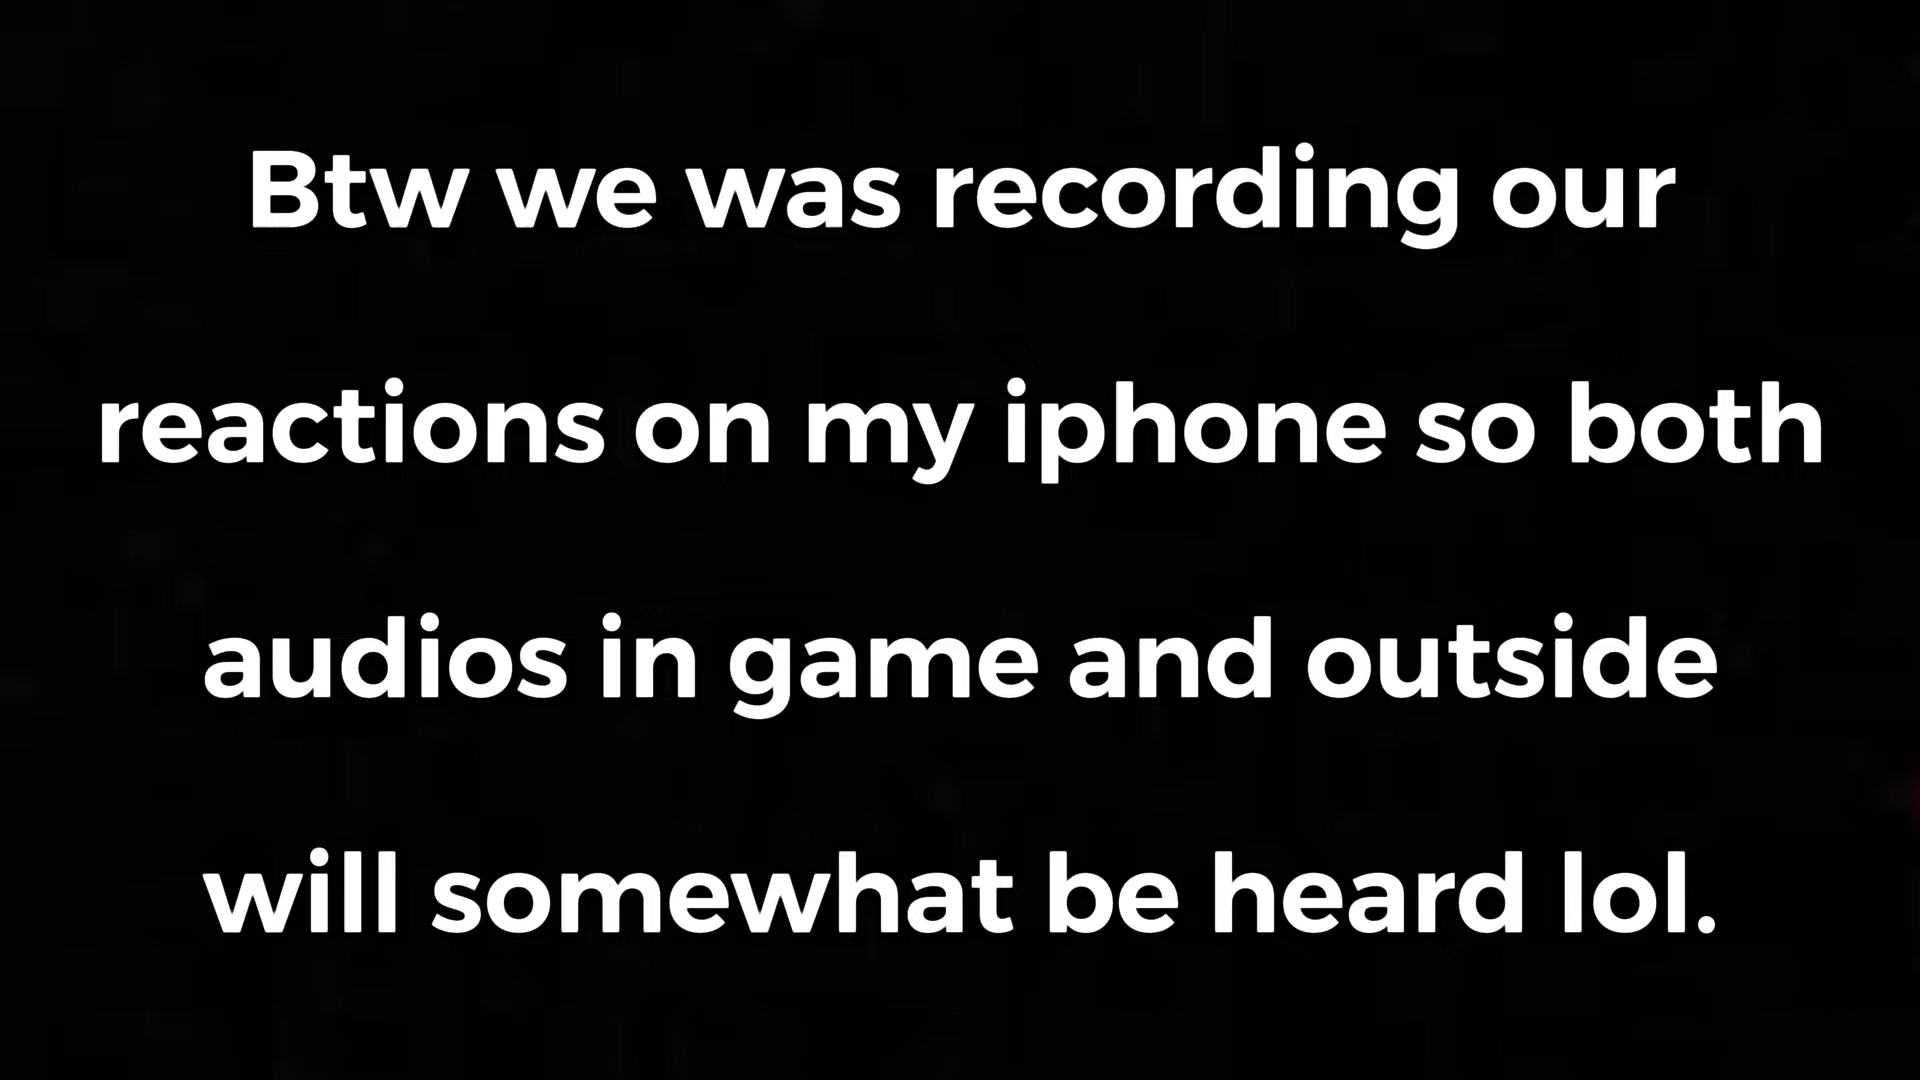 Btw we was recording our
reactions on my iphone so both
audios in game and outside
will somewhat be heard lol.